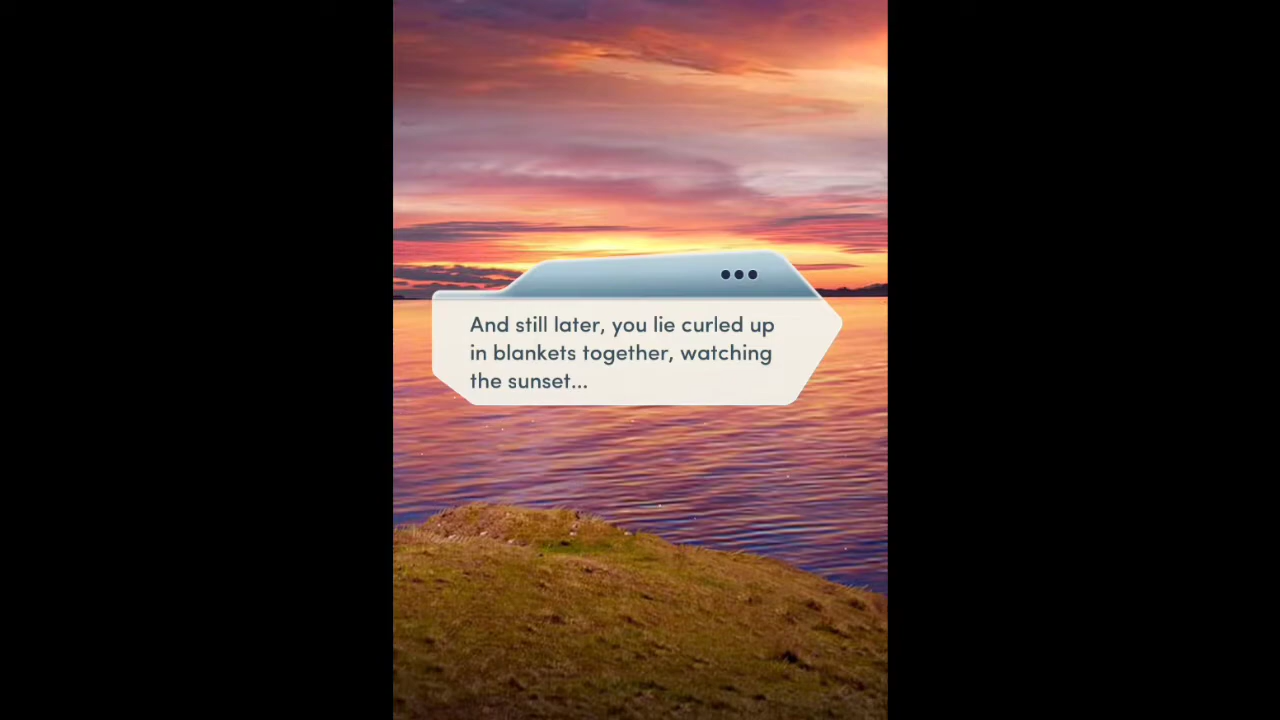 And still later, you lie curled up
in blankets together, watching
the sunset...